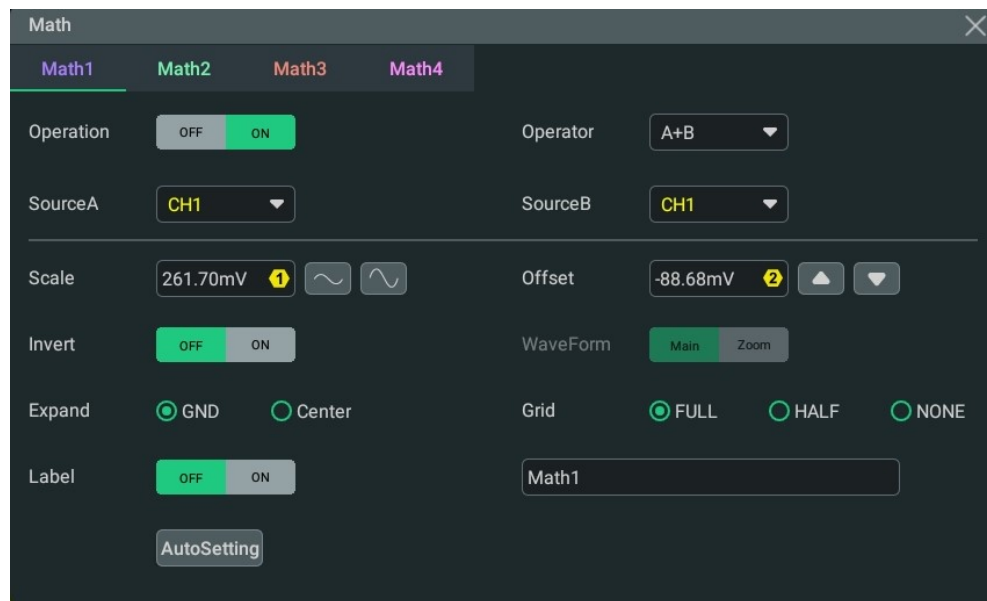 Math
Math1 Math2 Math3 Math4
Operation OFF ON Operator A+B
SourceA CH1 SourceB CH1
Scale 261.70mV 1 Offset -88.68mV 2
Invert OFF ON WaveForm Main Zoom
Expand GND Center Grid FULL HALF NONE
Label OFF ON Math1
AutoSetting